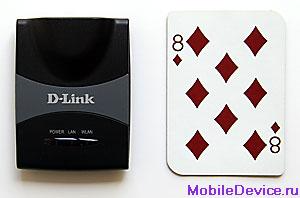 8
D-Link
POWER LAN WLAN
8
MobileDevice.ru